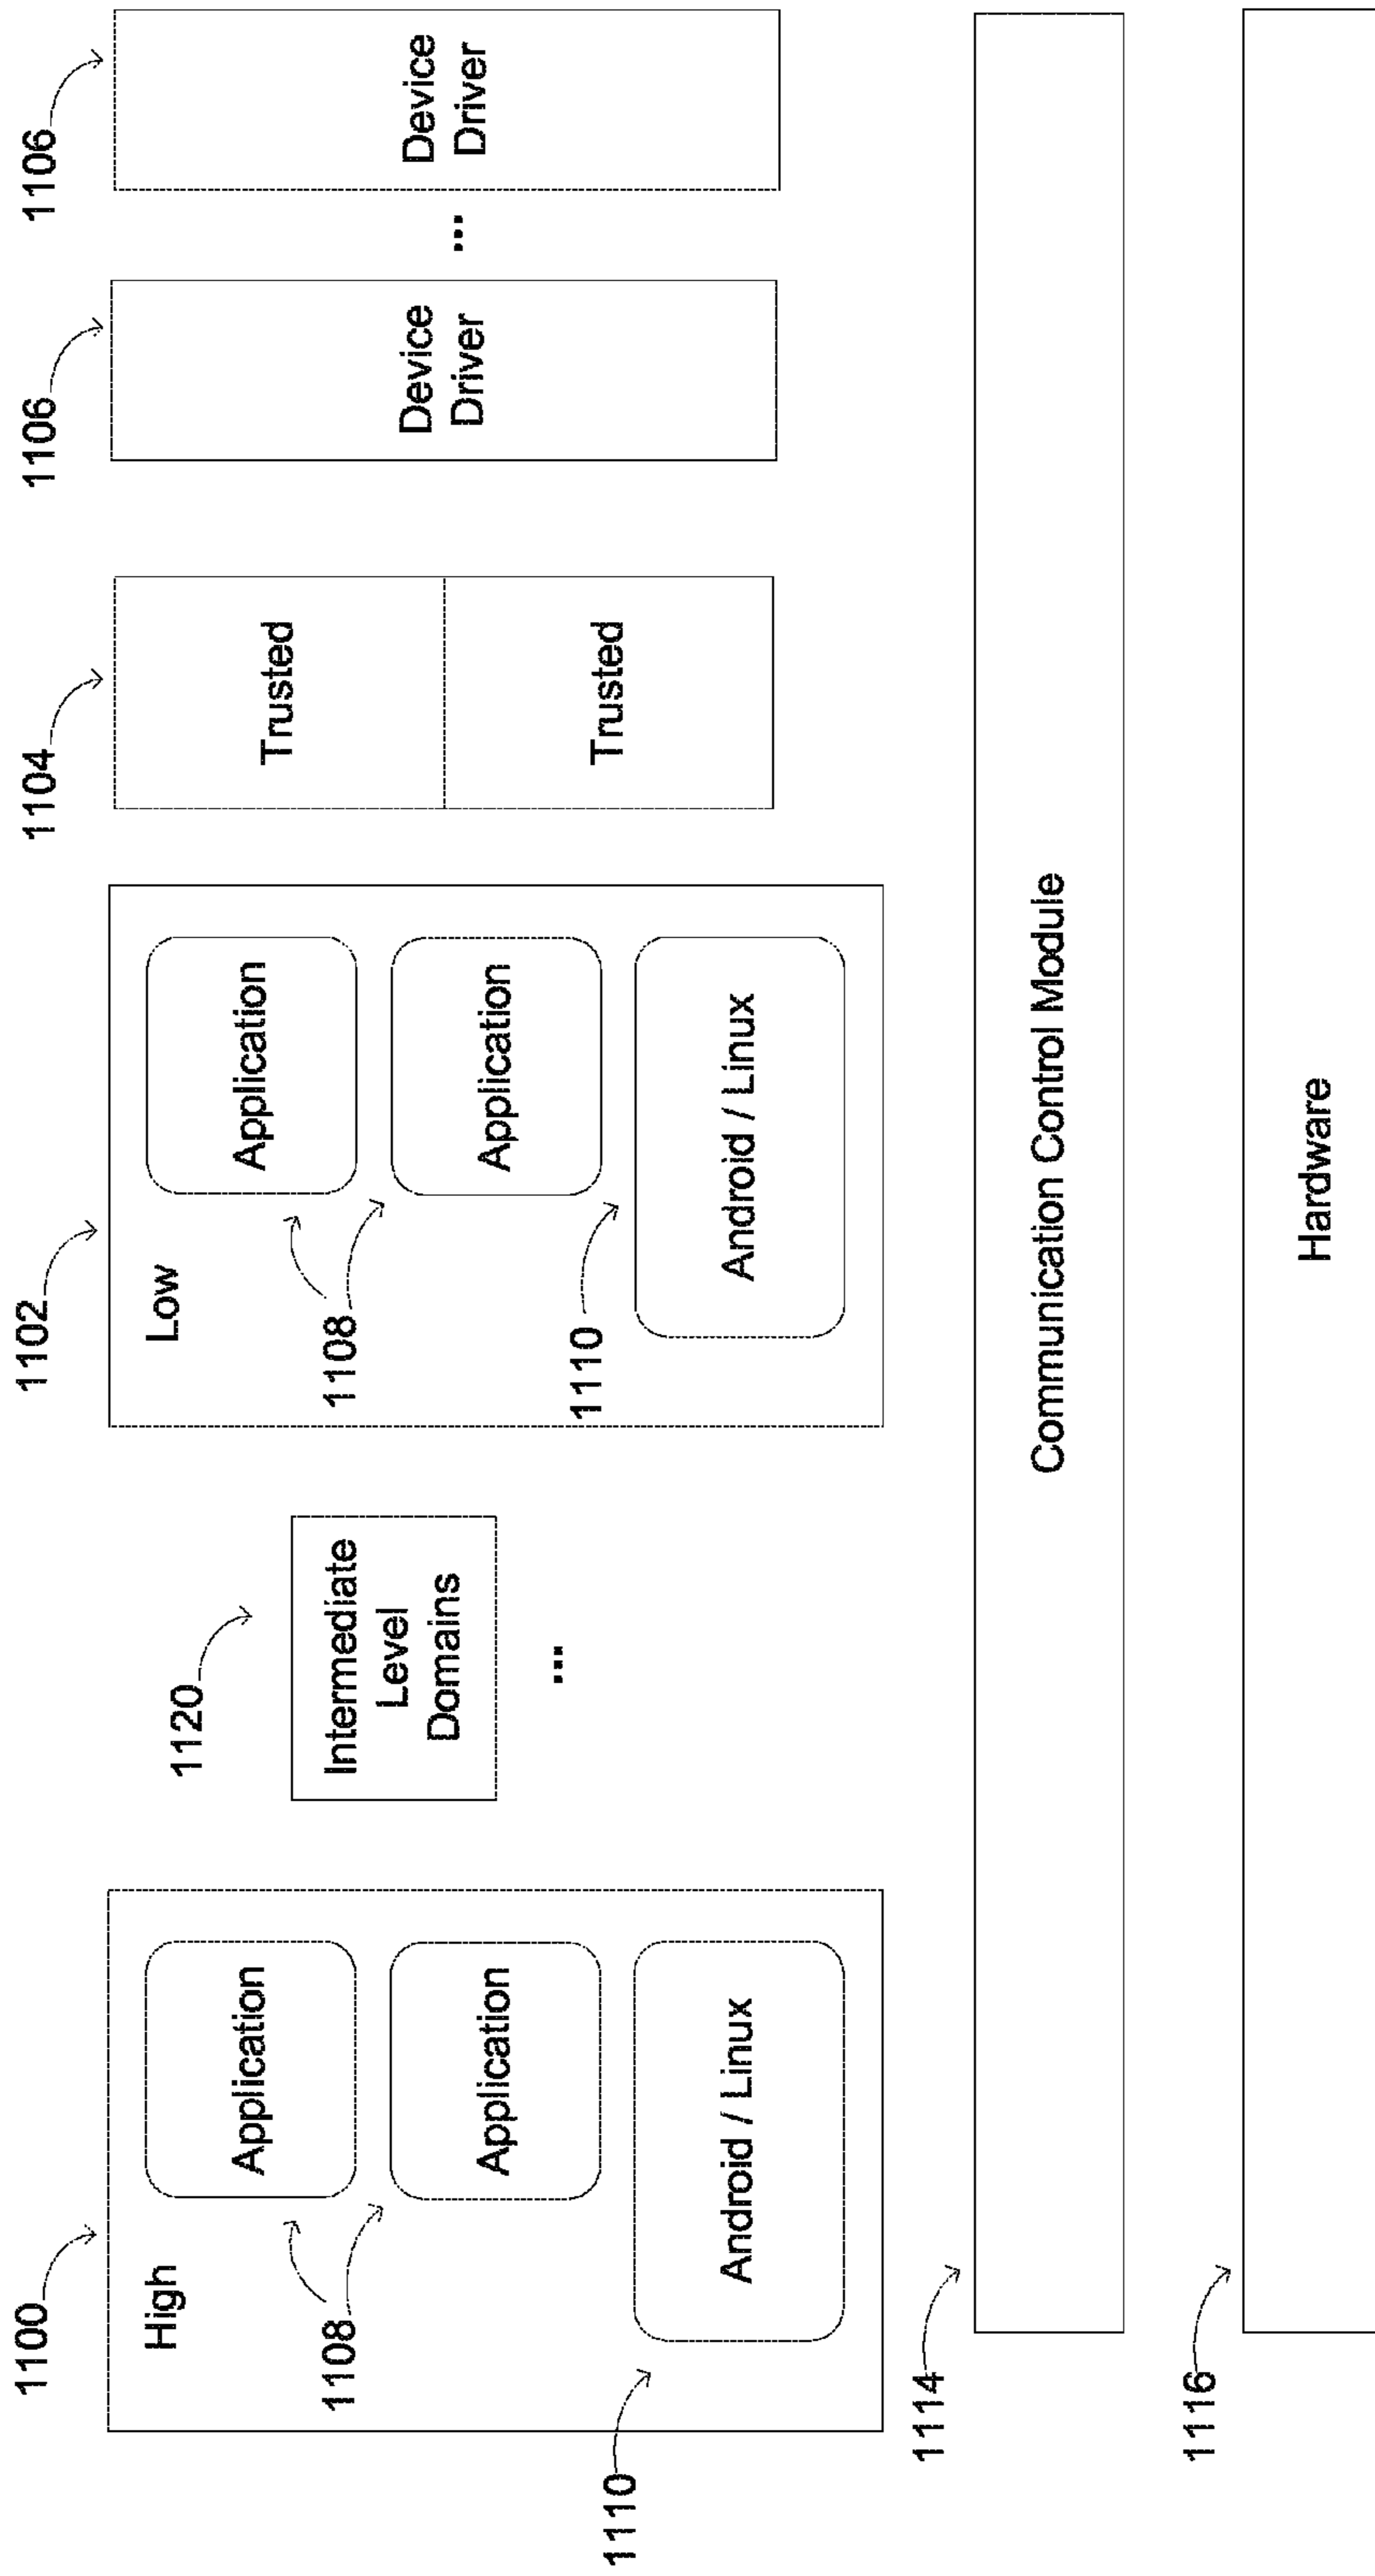 1100
1120
1102
1104
1106
1106
High
Application
1108
Application
1110
Android / Linux
Intermediate
Level
Domains
...
Low
Application
1108
Application
1110
Android / Linux
Trusted
Trusted
Device
Driver
...
Device
Driver
1114
Communication Control Module
1116
Hardware